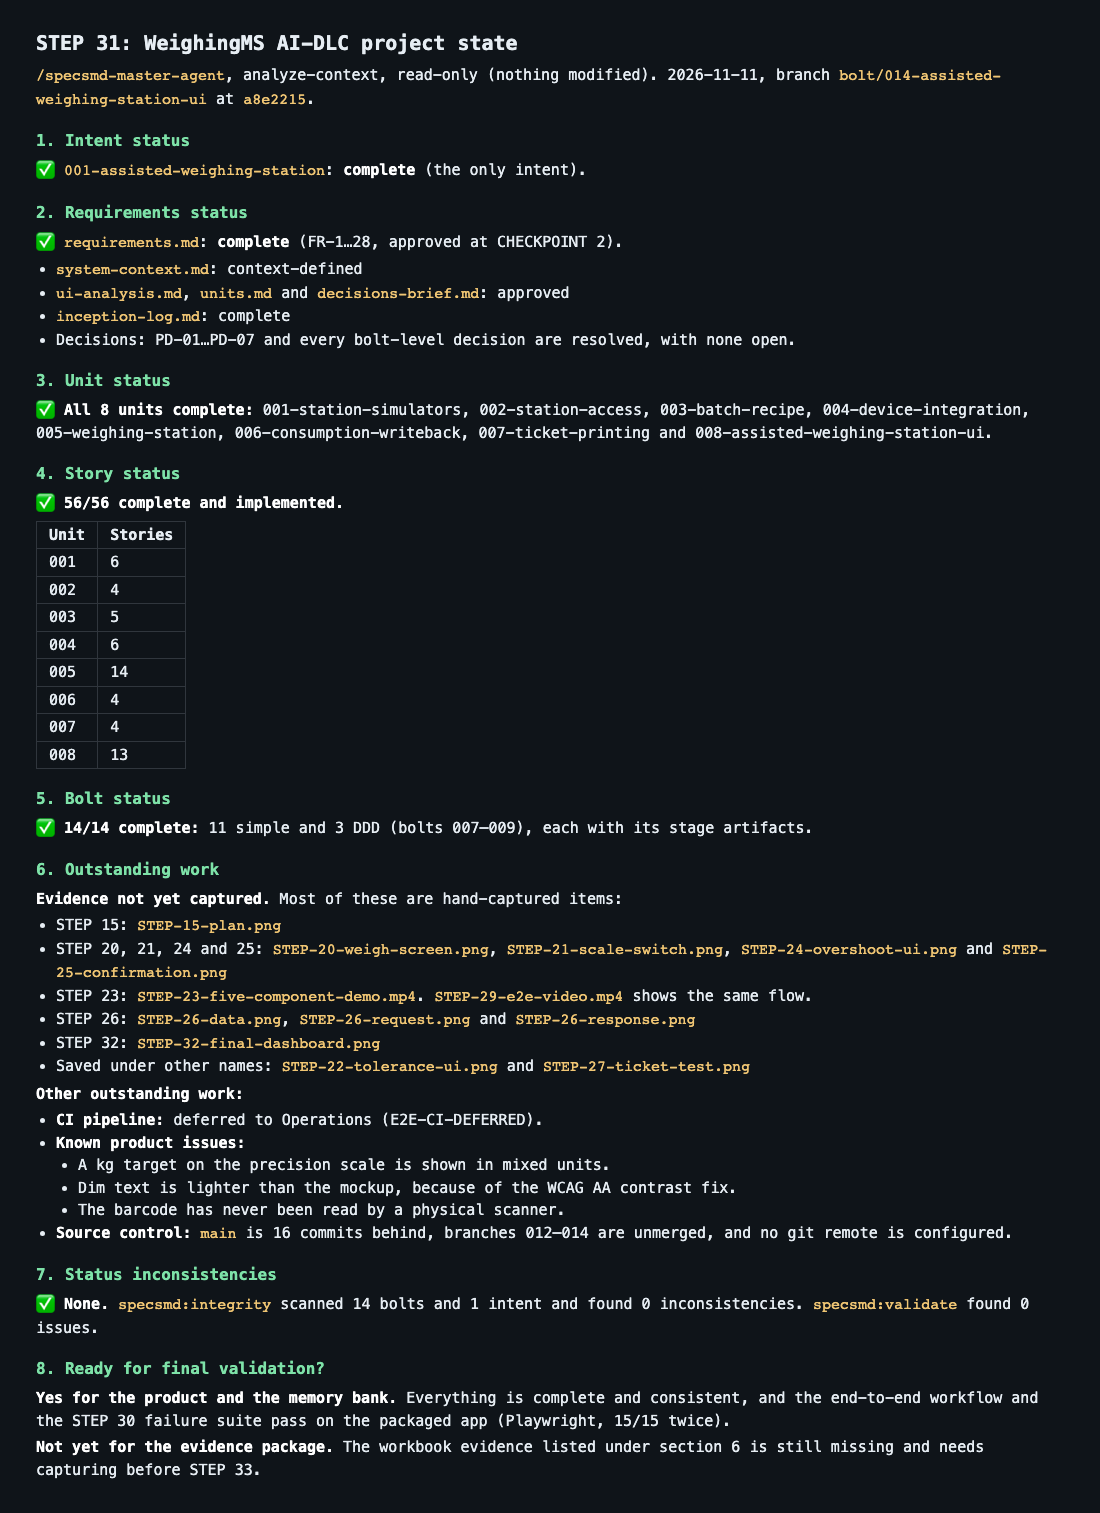 STEP 31: WeighingMS AI-DLC project state
/specsmd-master-agent, analyze-context, read-only (nothing modified). 2026-11-11, branch bolt/014-assisted-
weighing-station-ui at a8e2215.
1. Intent status
✅ 001-assisted-weighing-station: complete (the only intent).
2. Requirements status
✅ requirements.md: complete (FR-1…28, approved at CHECKPOINT 2).
• system-context.md: context-defined
• ui-analysis.md, units.md and decisions-brief.md: approved
• inception-log.md: complete
• Decisions: PD-01…PD-07 and every bolt-level decision are resolved, with none open.
3. Unit status
✅ All 8 units complete: 001-station-simulators, 002-station-access, 003-batch-recipe, 004-device-integration,
005-weighing-station, 006-consumption-writeback, 007-ticket-printing and 008-assisted-weighing-station-ui.
4. Story status
✅ 56/56 complete and implemented.
Unit Stories
001 6
002 4
003 5
004 6
005 14
006 4
007 4
008 13
5. Bolt status
✅ 14/14 complete: 11 simple and 3 DDD (bolts 007–009), each with its stage artifacts.
6. Outstanding work
Evidence not yet captured. Most of these are hand-captured items:
• STEP 15: STEP-15-plan.png
• STEP 20, 21, 24 and 25: STEP-20-weigh-screen.png, STEP-21-scale-switch.png, STEP-24-overshoot-ui.png and STEP-
25-confirmation.png
• STEP 23: STEP-23-five-component-demo.mp4. STEP-29-e2e-video.mp4 shows the same flow.
• STEP 26: STEP-26-data.png, STEP-26-request.png and STEP-26-response.png
• STEP 32: STEP-32-final-dashboard.png
• Saved under other names: STEP-22-tolerance-ui.png and STEP-27-ticket-test.png
Other outstanding work:
• CI pipeline: deferred to Operations (E2E-CI-DEFERRED).
• Known product issues:
• A kg target on the precision scale is shown in mixed units.
• Dim text is lighter than the mockup, because of the WCAG AA contrast fix.
• The barcode has never been read by a physical scanner.
• Source control: main is 16 commits behind, branches 012–014 are unmerged, and no git remote is configured.
7. Status inconsistencies
✅ None. specsmd:integrity scanned 14 bolts and 1 intent and found 0 inconsistencies. specsmd:validate found 0
issues.
8. Ready for final validation?
Yes for the product and the memory bank. Everything is complete and consistent, and the end-to-end workflow and
the STEP 30 failure suite pass on the packaged app (Playwright, 15/15 twice).
Not yet for the evidence package. The workbook evidence listed under section 6 is still missing and needs
capturing before STEP 33.